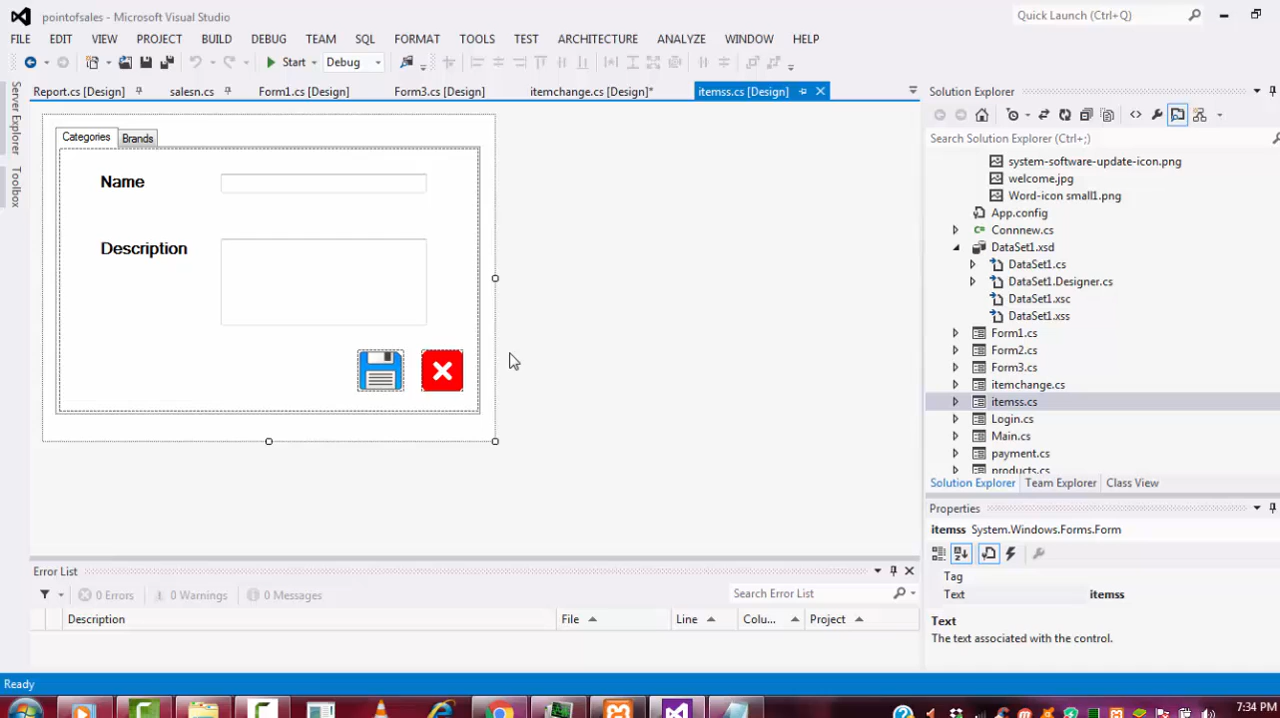 pointofsales - Microsoft Visual Studio
Quick Launch (Ctrl+Q)
FILE EDIT VIEW PROJECT BUILD DEBUG TEAM SQL FORMAT TOOLS TEST ARCHITECTURE ANALYZE WINDOW HELP
Start Debug
Report.cs [Design] salesn.cs Form1.cs [Design] Form3.cs [Design] itemchange.cs [Design]* itemss.cs [Design]
Server Explorer
Toolbox
Categories Brands
Name
Description
Solution Explorer
Search Solution Explorer (Ctrl+;)
system-software-update-icon.png
welcome.jpg
Word-icon small1.png
App.config
Connnew.cs
DataSet1.xsd
DataSet1.cs
DataSet1.Designer.cs
DataSet1.xsc
DataSet1.xss
Form1.cs
Form2.cs
Form3.cs
itemchange.cs
itemss.cs
Login.cs
Main.cs
payment.cs
products.cs
Solution Explorer Team Explorer Class View
Properties
itemss System.Windows.Forms.Form
Tag
Text itemss
Text
The text associated with the control.
Error List
0 Errors 0 Warnings 0 Messages
Search Error List
Description File Line Colu... Project
Ready
7:34 PM